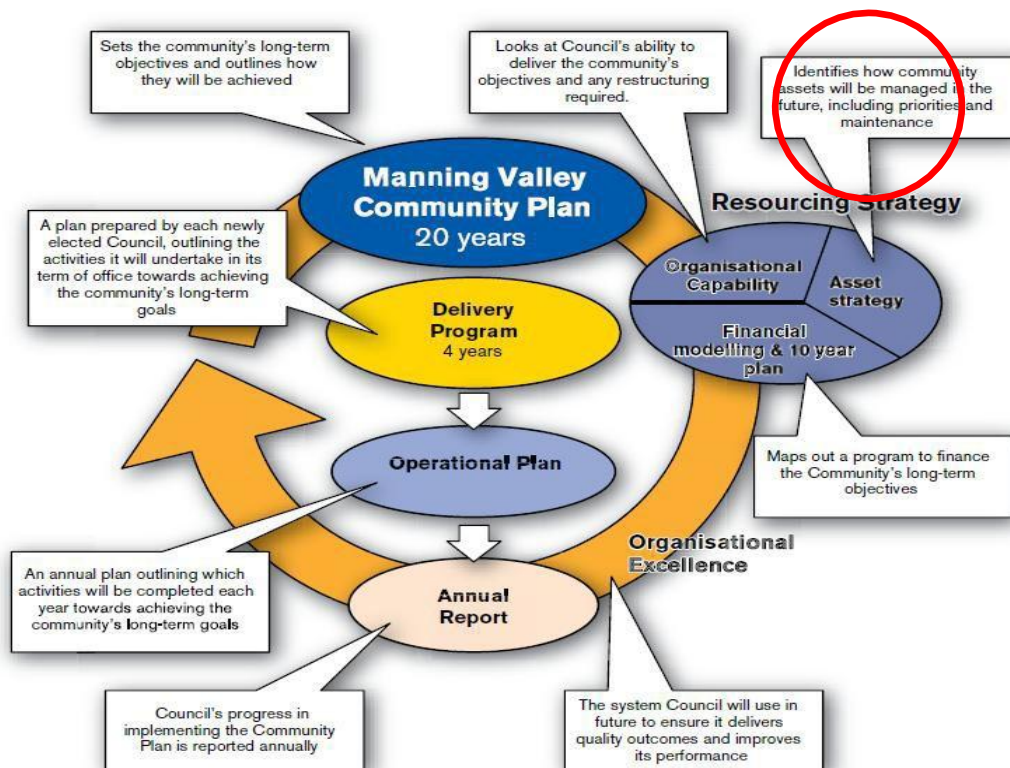 Sets the community's long-term
objectives and outlines how
they will be achieved
Looks at Council's ability to
deliver the community's
objectives and any restructuring
required.
Identifies how community
assets will be managed in the
future, including priorities and
maintenance
Manning Valley
Community Plan
20 years
Resourcing Strategy
A plan prepared by each newly
elected Council, outlining the
activities it will undertake in its
term of office towards achieving
the community's long-term
goals
Organisational
Capability
Asset
strategy
Delivery
Program
4 years
Financial
modelling & 10 year
plan
Operational Plan
Maps out a program to finance
the Community's long-term
objectives
Organisational
Excellence
An annual plan outlining which
activities will be completed each
year towards achieving the
community's long-term goals
Annual
Report
Council's progress in
implementing the Community
Plan is reported annually
The system Council will use in
future to ensure it delivers
quality outcomes and improves
its performance